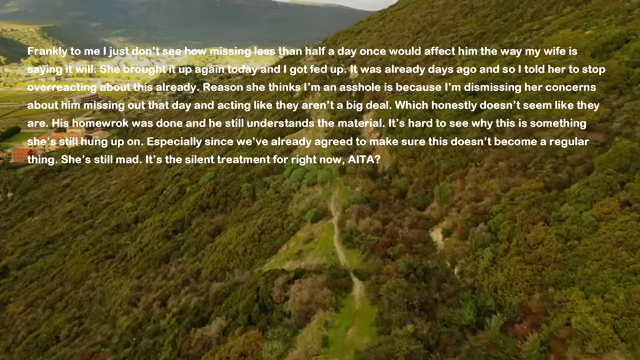 Frankly to me I just don't see how missing less than half a day once would affect him the way my wife is
saying it will. She brought it up again today and I got fed up. It was already days ago and so I told her to stop
overreacting about this already. Reason she thinks I'm an asshole is because I'm dismissing her concerns
about him missing out that day and acting like they aren't a big deal. Which honestly doesn't seem like they
are. His homewrok was done and he still understands the material. It's hard to see why this is something
she's still hung up on. Especially since we've already agreed to make sure this doesn't become a regular
thing. She's still mad. It's the silent treatment for right now, AITA?